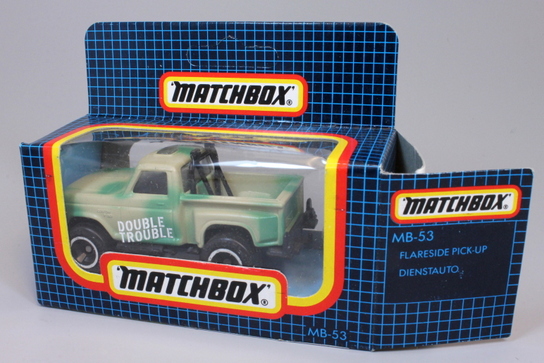 MATCHBOX®
DOUBLE
TROUBLE
MATCHBOX®
MB-53
MATCHBOX®
MB-53
FLARESIDE PICK-UP
DIENSTAUTO